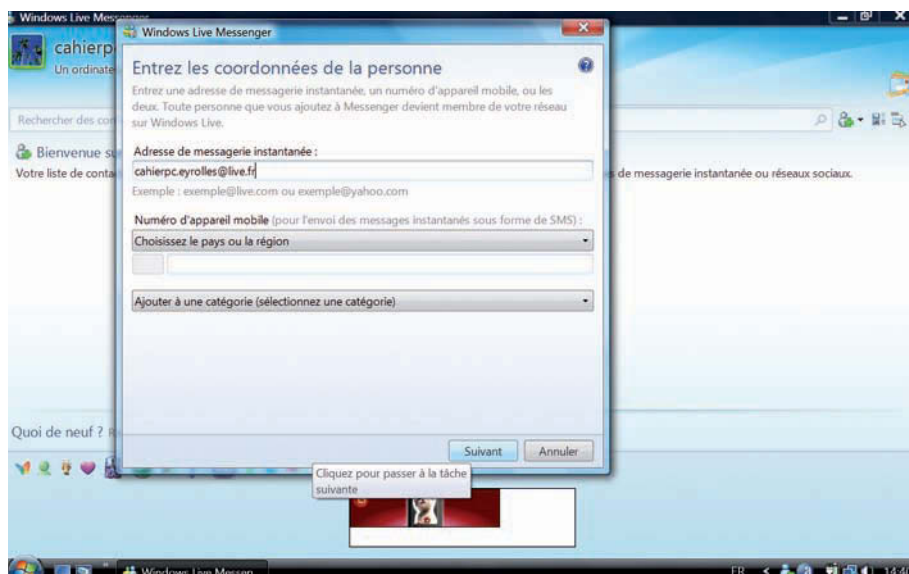 Windows Live Messenger
Windows Live Messenger
cahierp
Un ordinate
Entrez les coordonnées de la personne
Entrez une adresse de messagerie instantanée, un numéro d'appareil mobile, ou les
deux. Toute personne que vous ajoutez à Messenger devient membre de votre réseau
sur Windows Live.
Rechercher des con
Bienvenue su
Votre liste de conta
s de messagerie instantanée ou réseaux sociaux.
Adresse de messagerie instantanée :
cahierpc.eyrolles@live.fr
Exemple : exemple@live.com ou exemple@yahoo.com
Numéro d'appareil mobile (pour l'envoi des messages instantanés sous forme de SMS) :
Choisissez le pays ou la région
Ajouter à une catégorie (sélectionnez une catégorie)
Quoi de neuf ?
Suivant
Annuler
Cliquez pour passer à la tâche
suivante
Windows Live Messen
FR
14:40